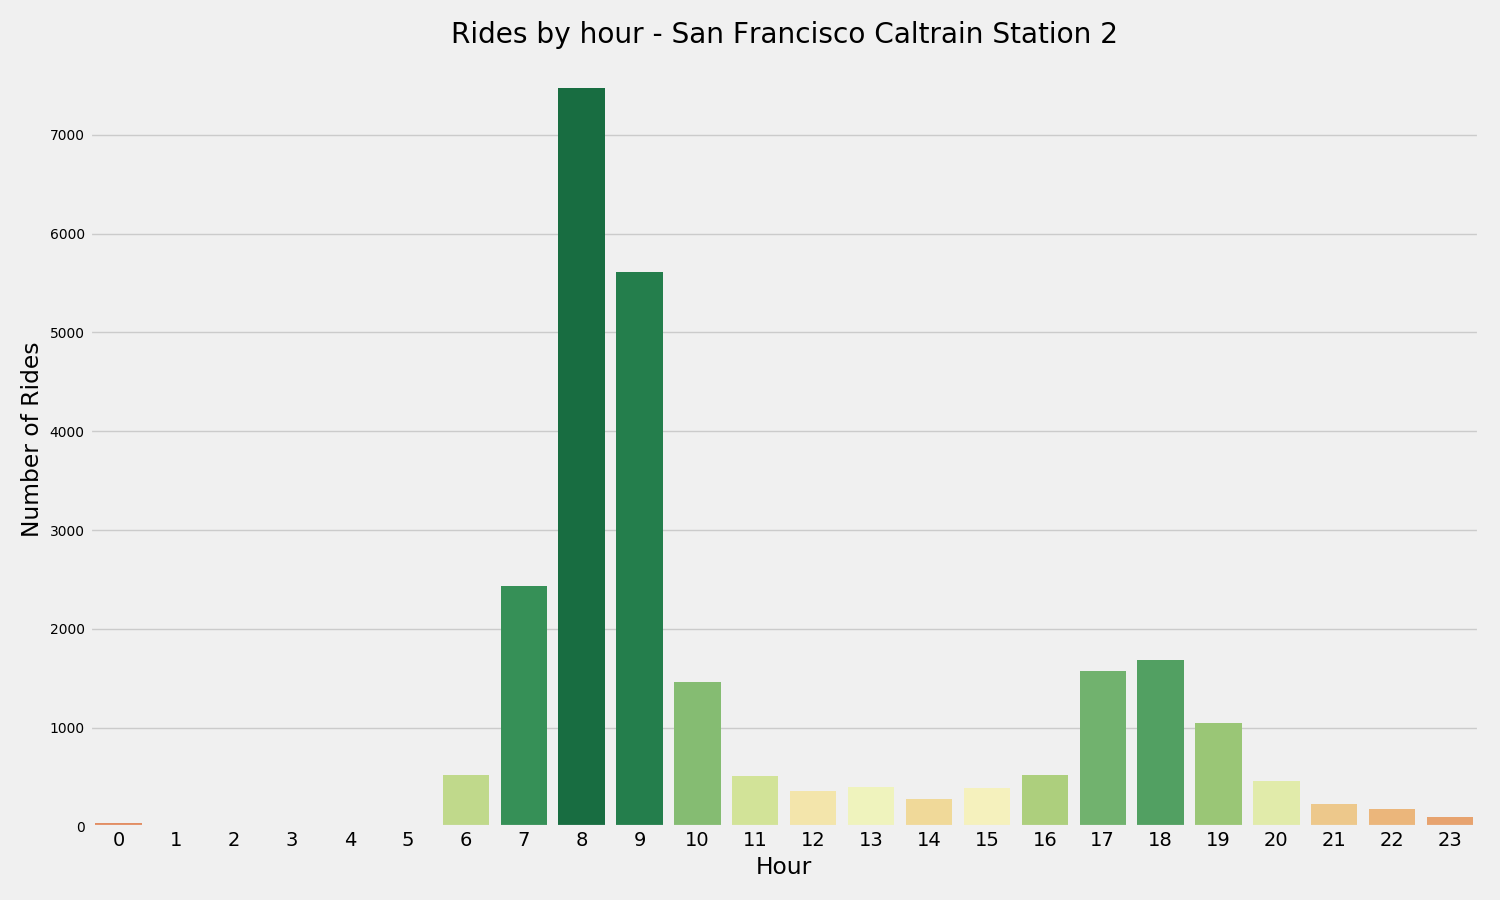 Rides by hour - San Francisco Caltrain Station 2
7000
6000
5000
4000
3000
2000
1000
0
Number of Rides
0 1 2 3 4 5 6 7 8 9 10 11 12 13 14 15 16 17 18 19 20 21 22 23
Hour